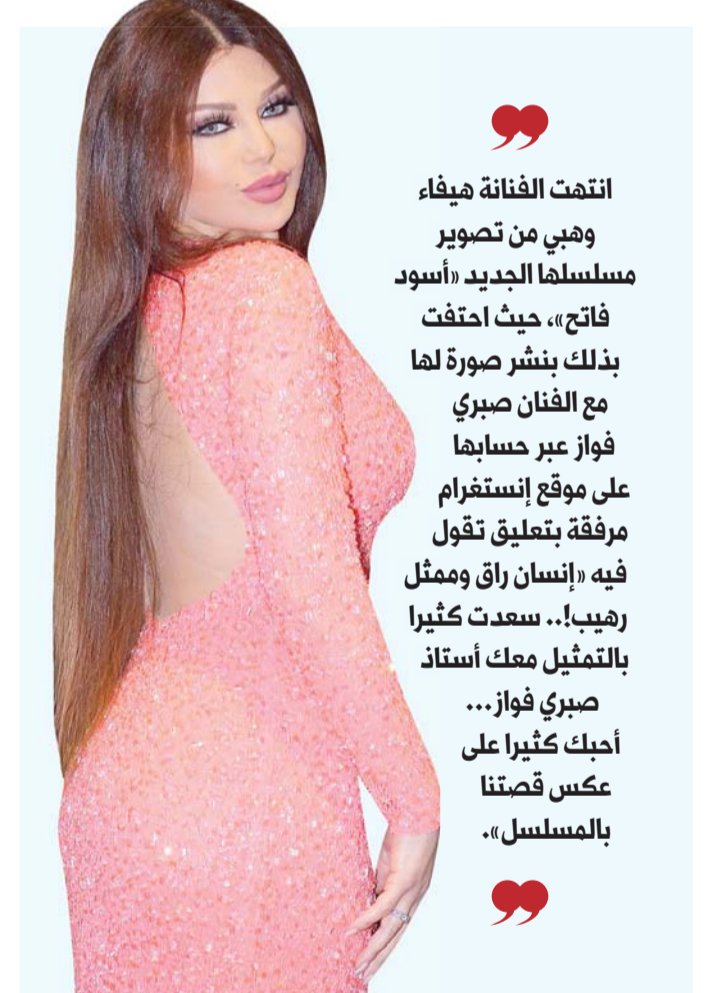 انتهت الفنانة هيفاء
وهبي من تصوير
مسلسلها الجديد «أسود
فاتح»، حيث احتفت
بذلك بنشر صورة لها
مع الفنان صبري
فواز عبر حسابها
على موقع إنستغرام
مرفقة بتعليق تقول
فيه «إنسان راق وممثل
رهيب!.. سعدت كثيرا
بالتمثيل معك أستاذ
صبري فواز...
أحبك كثيرا على
عكس قصتنا
بالمسلسل».